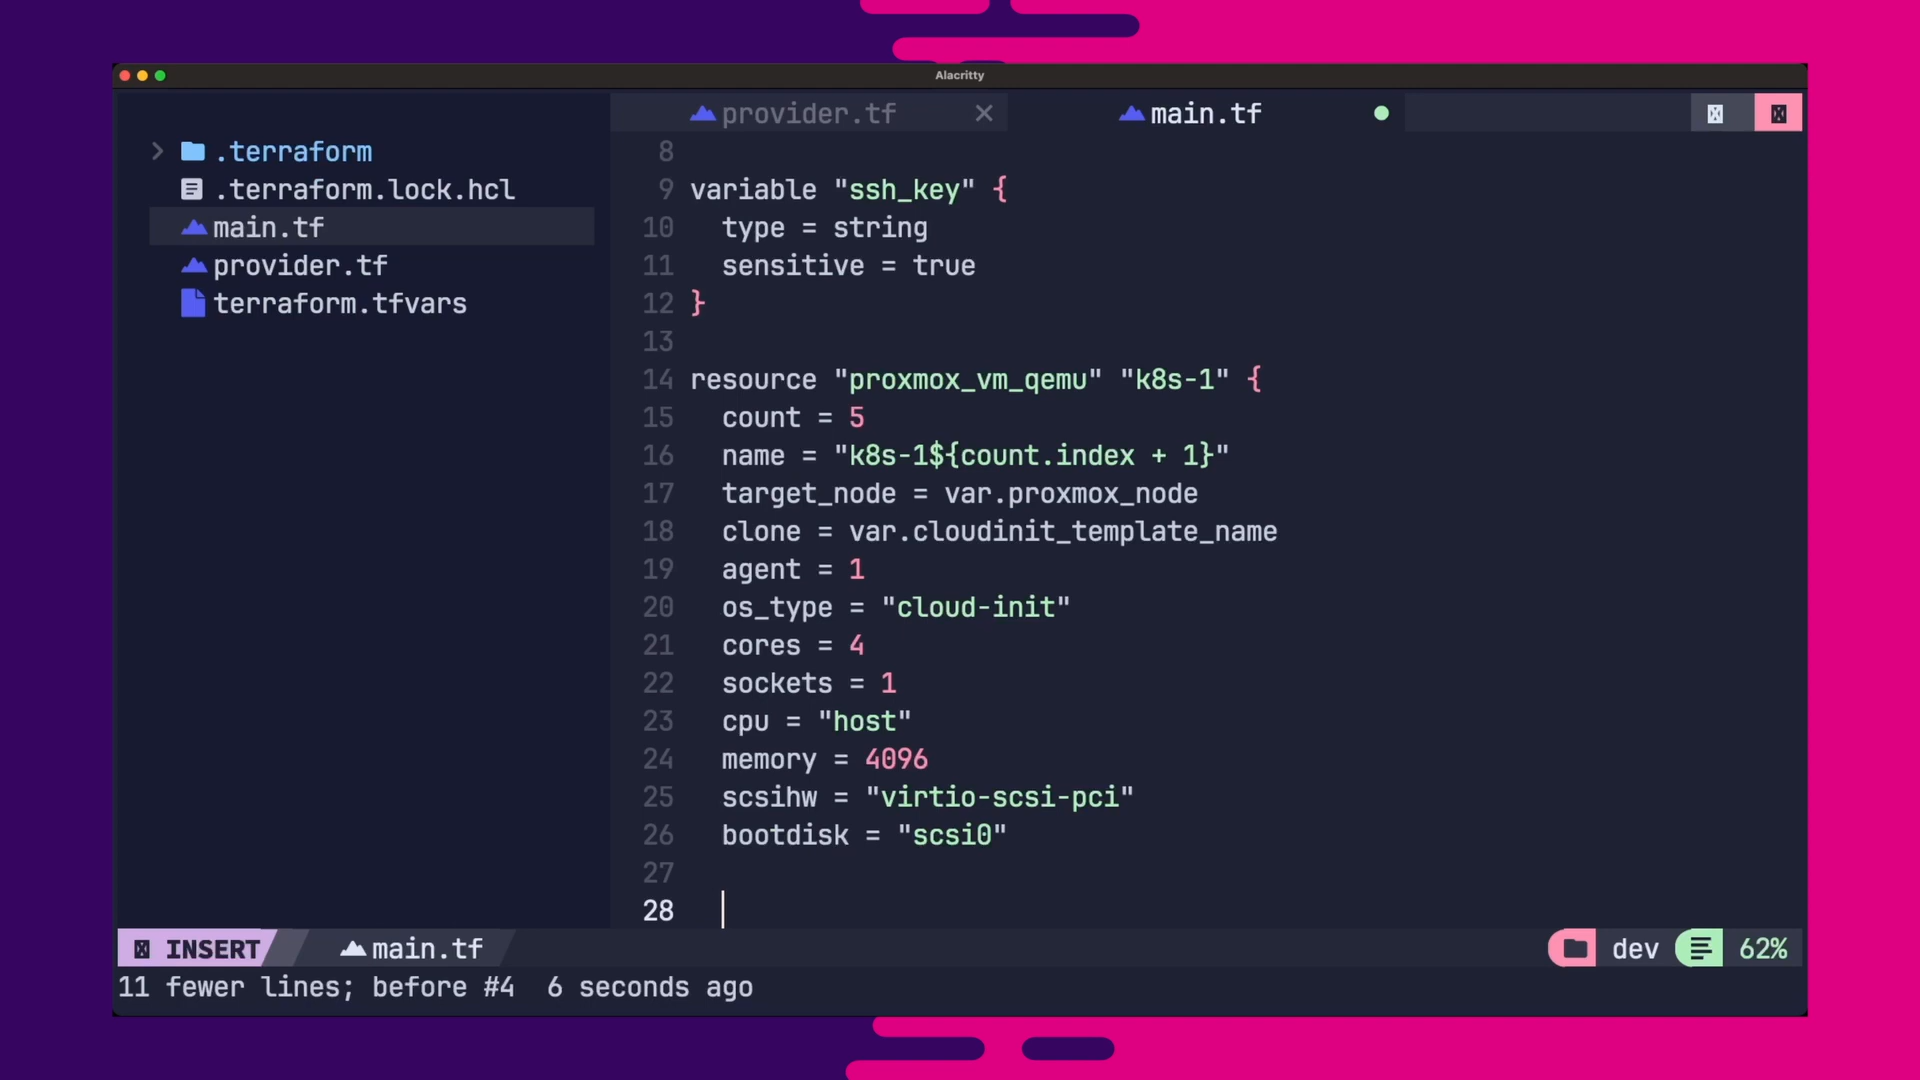 Alacritty
provider.tf
main.tf
.terraform
.terraform.lock.hcl
main.tf
provider.tf
terraform.tfvars
8
9 variable "ssh_key" {
10 type = string
11 sensitive = true
12 }
13
14 resource "proxmox_vm_qemu" "k8s-1" {
15 count = 5
16 name = "k8s-1${count.index + 1}"
17 target_node = var.proxmox_node
18 clone = var.cloudinit_template_name
19 agent = 1
20 os_type = "cloud-init"
21 cores = 4
22 sockets = 1
23 cpu = "host"
24 memory = 4096
25 scsihw = "virtio-scsi-pci"
26 bootdisk = "scsi0"
27
28
INSERT main.tf dev 62%
11 fewer lines; before #4 6 seconds ago